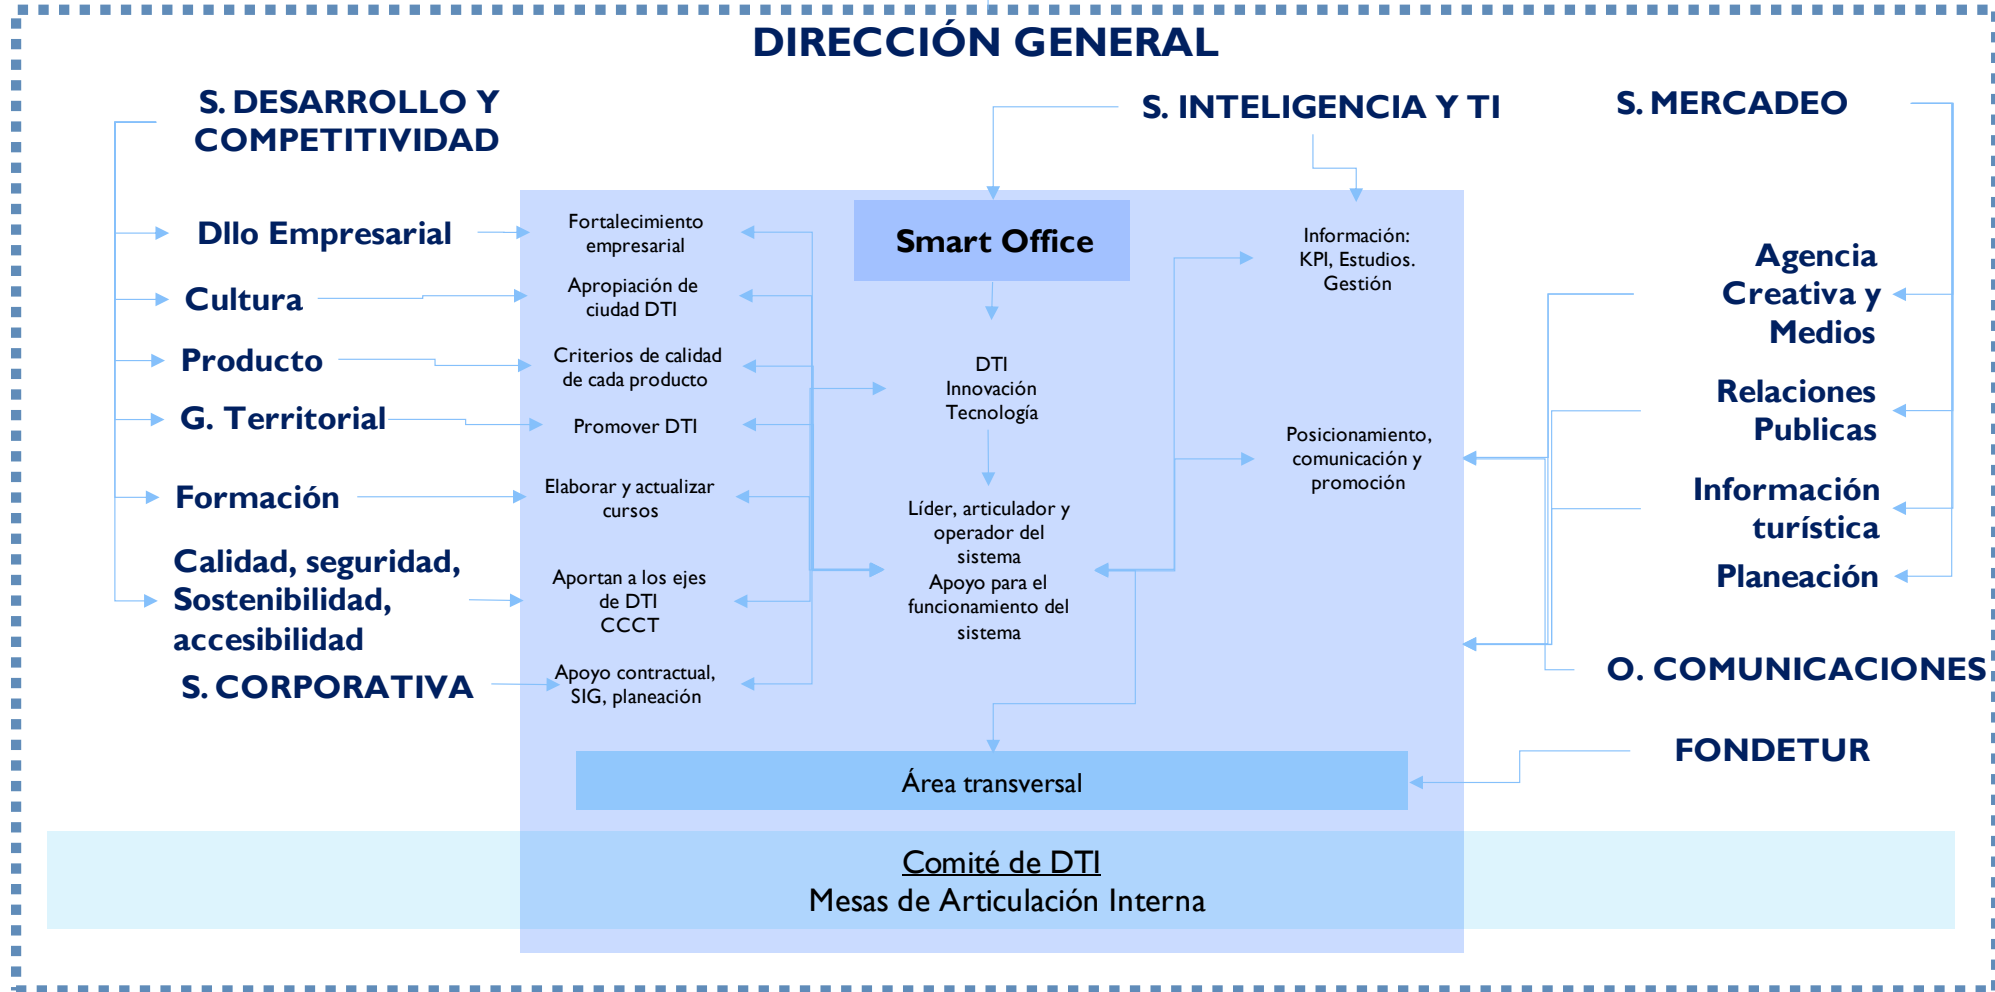 DIRECCIÓN GENERAL
S. DESARROLLO Y
COMPETITIVIDAD
S. INTELIGENCIA Y TI
S. MERCADEO
Dllo Empresarial
Cultura
Producto
G. Territorial
Formación
Calidad, seguridad,
Sostenibilidad,
accesibilidad
S. CORPORATIVA
Fortalecimiento
empresarial
Apropiación de
ciudad DTI
Criterios de calidad
de cada producto
Promover DTI
Elaborar y actualizar
cursos
Aportan a los ejes
de DTI
CCCT
Apoyo contractual,
SIG, planeación
Smart Office
DTI
Innovación
Tecnología
Líder, articulador y
operador del
sistema
Apoyo para el
funcionamiento del
sistema
Información:
KPI, Estudios.
Gestión
Posicionamiento,
comunicación y
promoción
Agencia
Creativa y
Medios
Relaciones
Publicas
Información
turística
Planeación
O. COMUNICACIONES
FONDETUR
Área transversal
Comité de DTI
Mesas de Articulación Interna